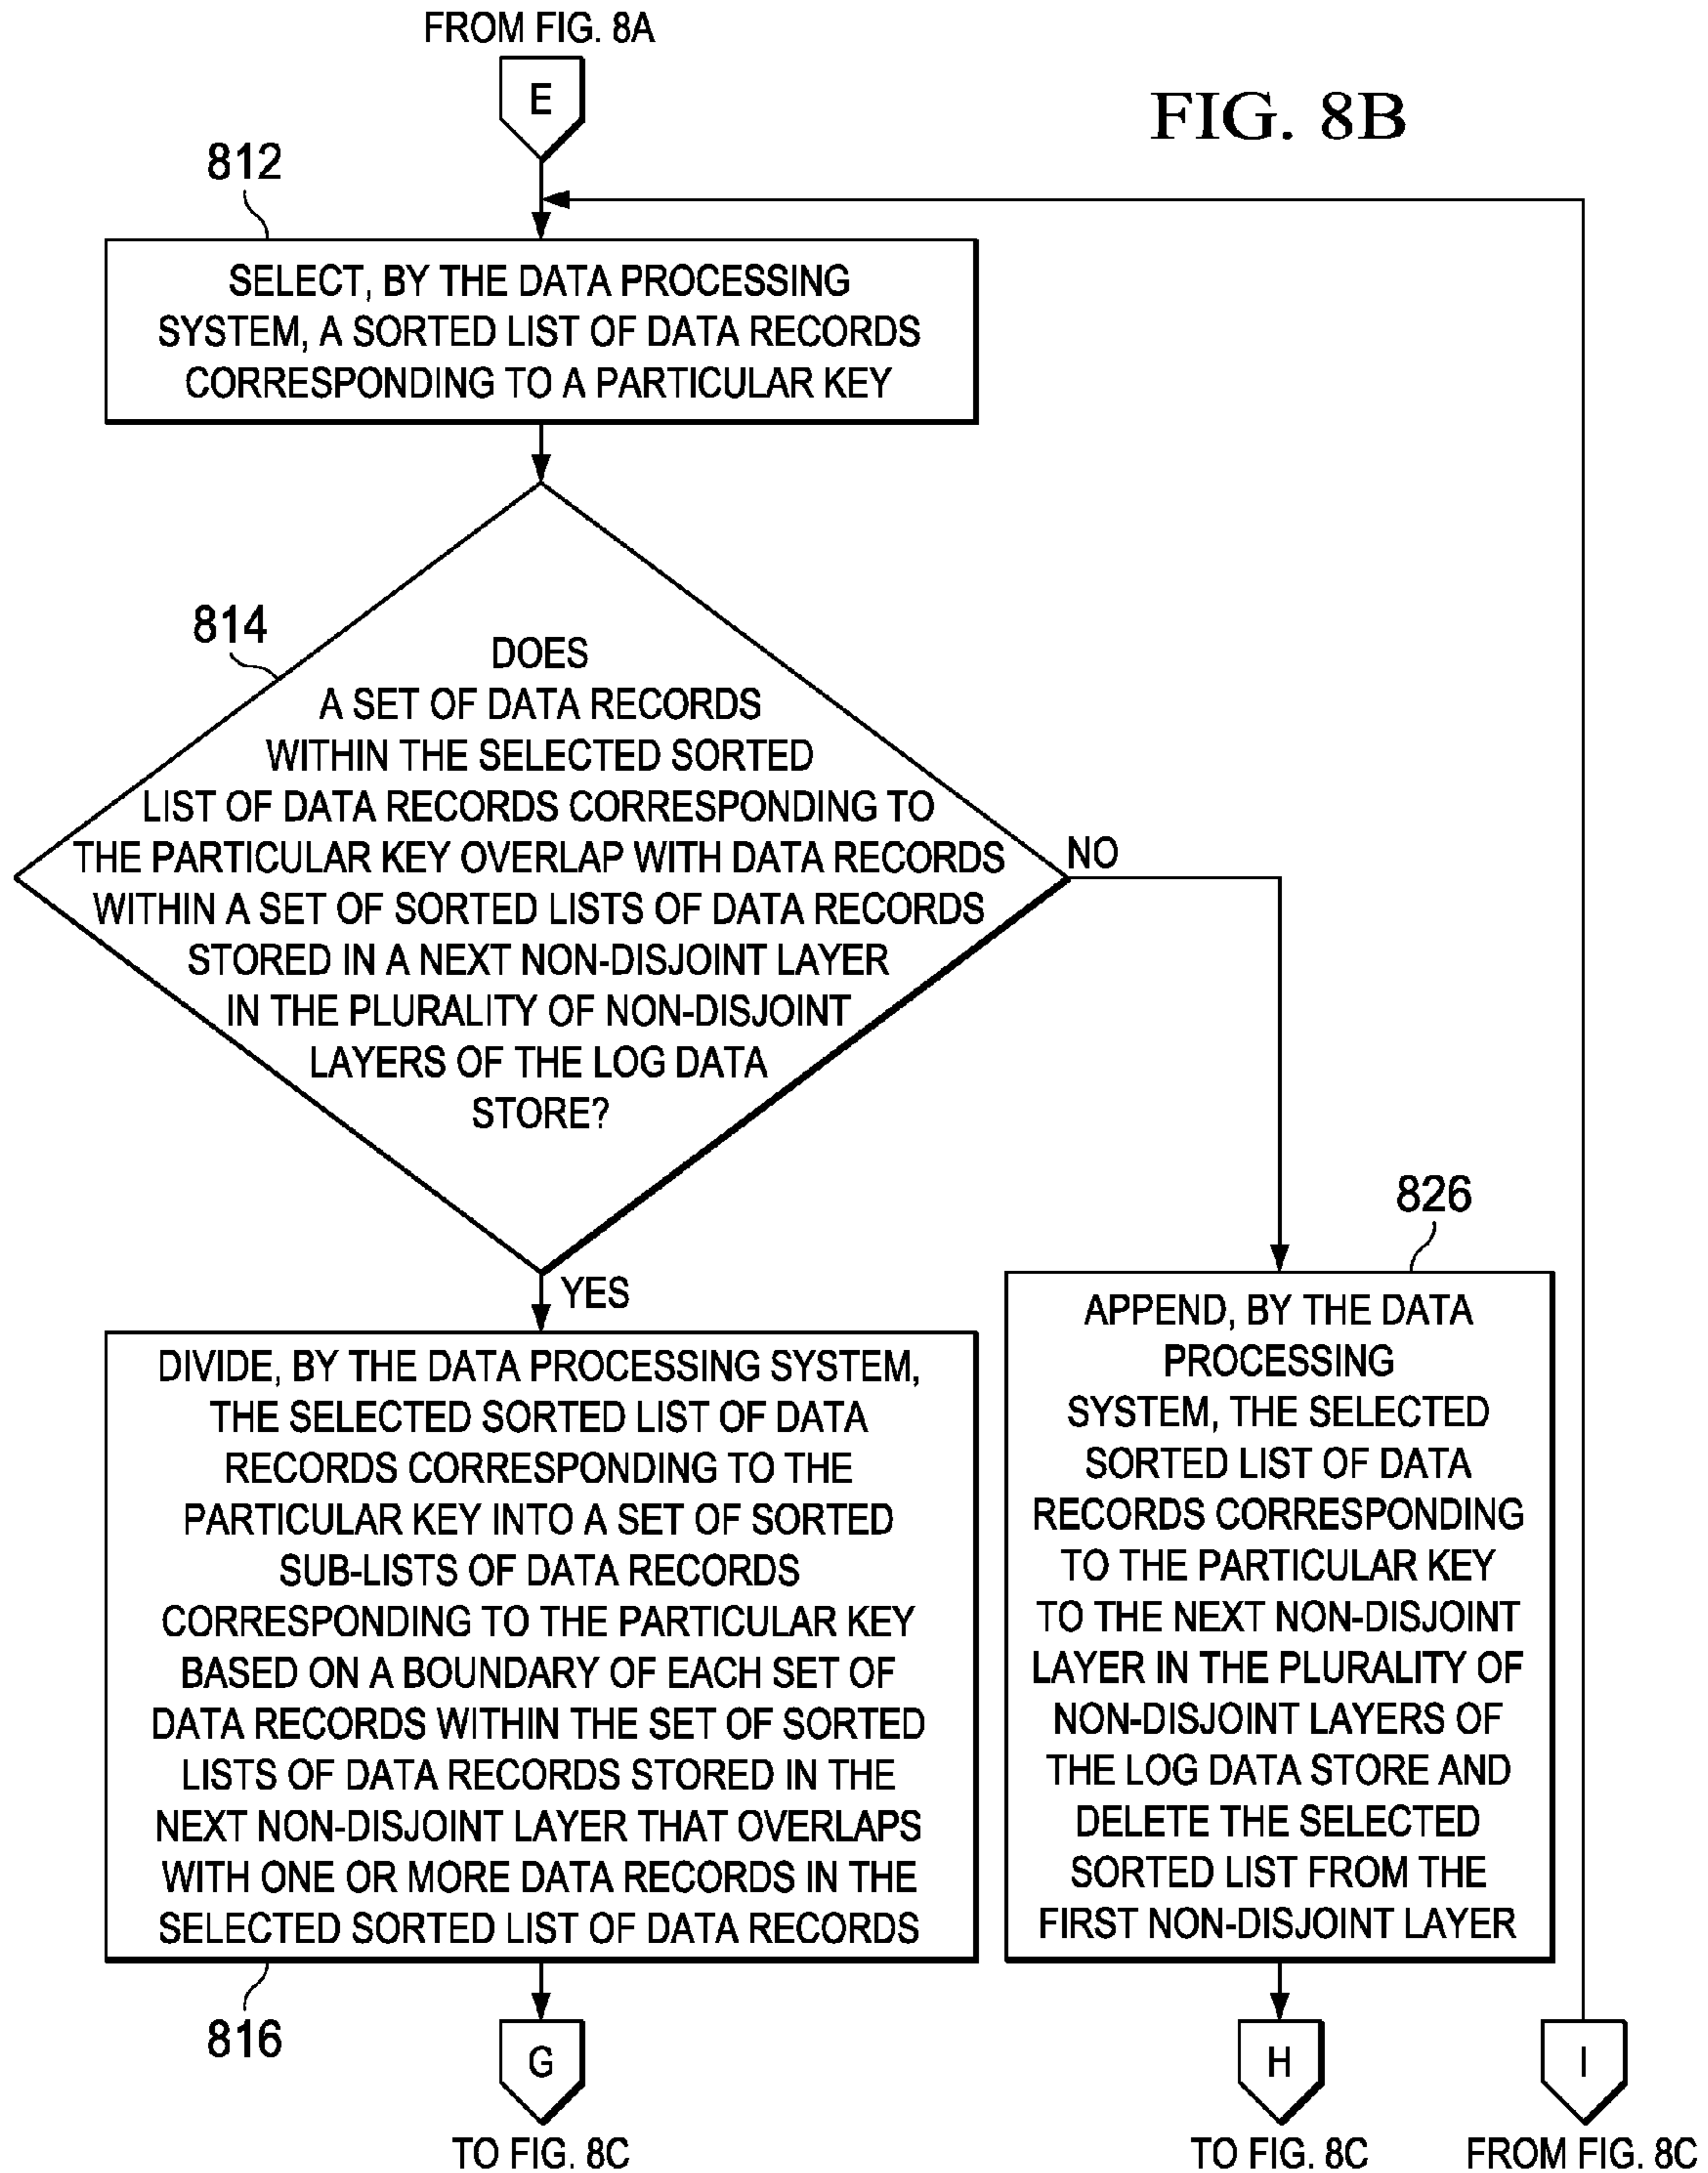 FROM FIG. 8A
E
FIG. 8B
812
SELECT, BY THE DATA PROCESSING
SYSTEM, A SORTED LIST OF DATA RECORDS
CORRESPONDING TO A PARTICULAR KEY
814
DOES
A SET OF DATA RECORDS
WITHIN THE SELECTED SORTED
LIST OF DATA RECORDS CORRESPONDING TO
THE PARTICULAR KEY OVERLAP WITH DATA RECORDS
WITHIN A SET OF SORTED LISTS OF DATA RECORDS
STORED IN A NEXT NON-DISJOINT LAYER
IN THE PLURALITY OF NON-DISJOINT
LAYERS OF THE LOG DATA
STORE?
NO
YES
DIVIDE, BY THE DATA PROCESSING SYSTEM,
THE SELECTED SORTED LIST OF DATA
RECORDS CORRESPONDING TO THE
PARTICULAR KEY INTO A SET OF SORTED
SUB-LISTS OF DATA RECORDS
CORRESPONDING TO THE PARTICULAR KEY
BASED ON A BOUNDARY OF EACH SET OF
DATA RECORDS WITHIN THE SET OF SORTED
LISTS OF DATA RECORDS STORED IN THE
NEXT NON-DISJOINT LAYER THAT OVERLAPS
WITH ONE OR MORE DATA RECORDS IN THE
SELECTED SORTED LIST OF DATA RECORDS
816
G
TO FIG. 8C
826
APPEND, BY THE DATA
PROCESSING
SYSTEM, THE SELECTED
SORTED LIST OF DATA
RECORDS CORRESPONDING
TO THE PARTICULAR KEY
TO THE NEXT NON-DISJOINT
LAYER IN THE PLURALITY OF
NON-DISJOINT LAYERS OF
THE LOG DATA STORE AND
DELETE THE SELECTED
SORTED LIST FROM THE
FIRST NON-DISJOINT LAYER
H
TO FIG. 8C
I
FROM FIG. 8C